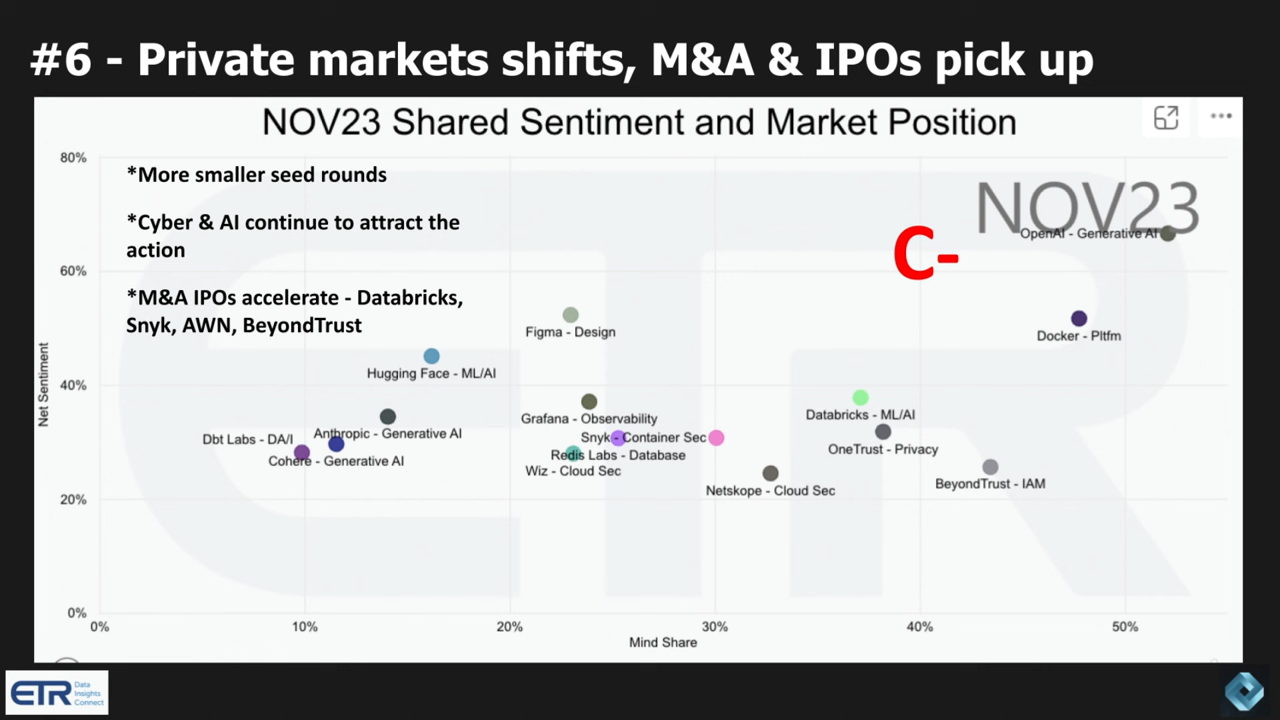 #6 - Private markets shifts, M&A & IPOs pick up
NOV23 Shared Sentiment and Market Position
80%
*More smaller seed rounds
NOV23
*Cyber & AI continue to attract the
action
C-
OpenAI - Generative AI
60%
*M&A IPOs accelerate - Databricks,
Snyk, AWN, BeyondTrust
Figma - Design
Docker - Pltfm
Hugging Face - ML/AI
40%
Net Sentiment
Grafana - Observability
Databricks - ML/AI
Dbt Labs - DA/I
Anthropic - Generative AI
Snyk - Container Sec
OneTrust - Privacy
Cohere - Generative AI
Redis Labs - Database
Wiz - Cloud Sec
BeyondTrust - IAM
Netskope - Cloud Sec
20%
0%
0%
10%
20%
30%
40%
50%
Mind Share
ETR
Data
Insights
Connect